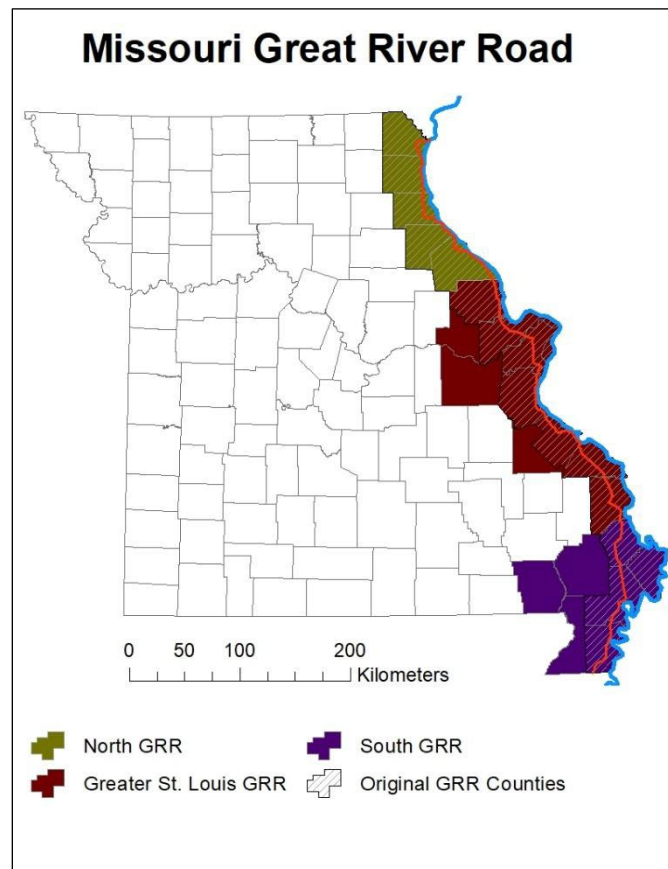 Missouri Great River Road
0 50 100 200
Kilometers
North GRR
South GRR
Greater St. Louis GRR
Original GRR Counties